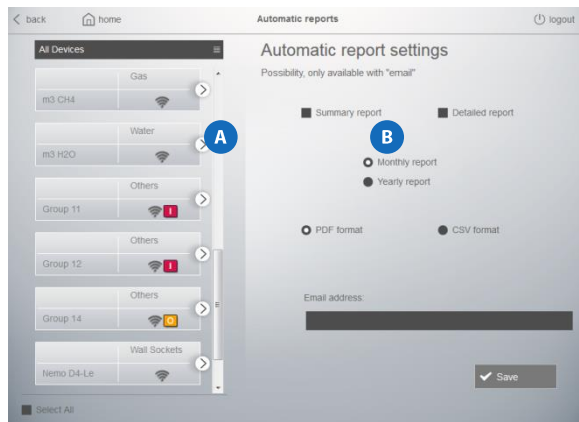 back
home
Automatic reports
logout
All Devices
Gas
m3 CH4
Water
m3 H2O
A
Others
Group 11
I
Others
Group 12
I
Others
Group 14
O
Wall Sockets
Nemo D4-Le
Select All
Automatic report settings
Possibility, only available with "email"
Summary report
Detailed report
B
Monthly report
Yearly report
PDF format
CSV format
Email address:
Save